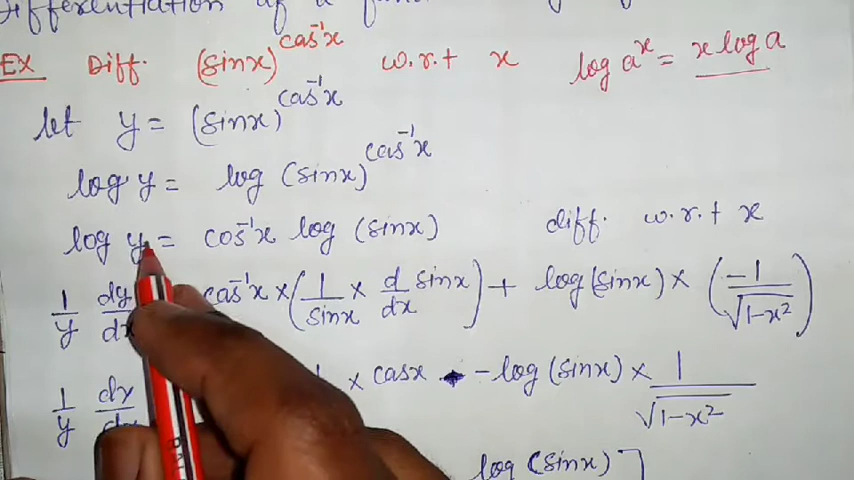 Differentiation of a
Ex Diff. (sinx)^cos⁻¹x w.r.t x log aˣ = x log a
let y = (sinx)^cos⁻¹x
log y = log (sinx)^cos⁻¹x
log y = cos⁻¹x log (sinx) diff. w.r.t x
1/y dy/dx cos⁻¹x × (1/sinx × d/dx sinx) + log(sinx) × (-1/√1-x²)
1/y dx × cosx - log(sinx) × 1/√1-x²
log (sinx) ]